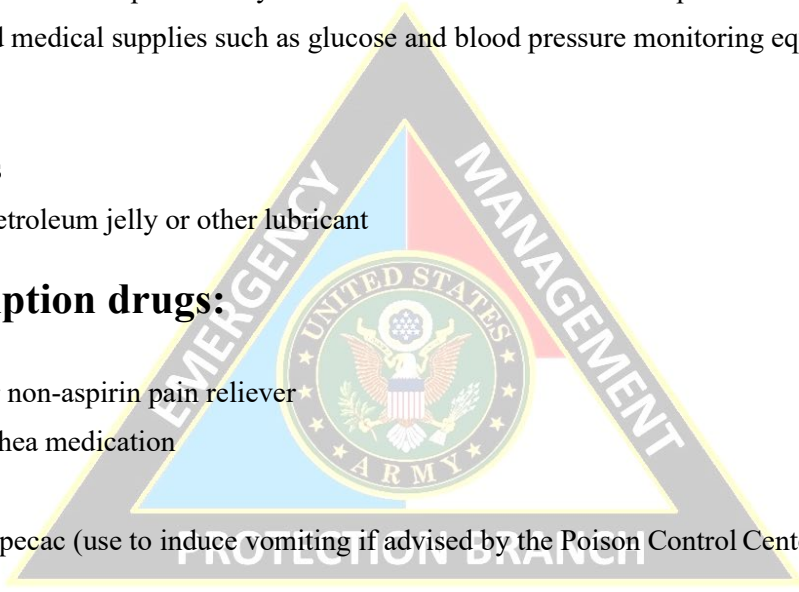 medical supplies such as glucose and blood pressure monitoring eq
etroleum jelly or other lubricant
ption drugs:
non-aspirin pain reliever
hea medication
pecac (use to induce vomiting if advised by the Poison Control Cent
EMERGENCY
MANAGEMENT
UNITED STATES
ARMY
PROTECTION BRANCH